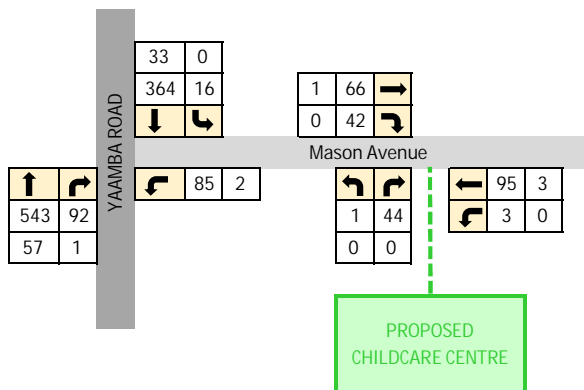 33 0
364 16
1 66
0 42
YAAMBA ROAD
Mason Avenue
85 2
95 3
3 0
543 92
57 1
1 44
0 0
PROPOSED
CHILDCARE CENTRE